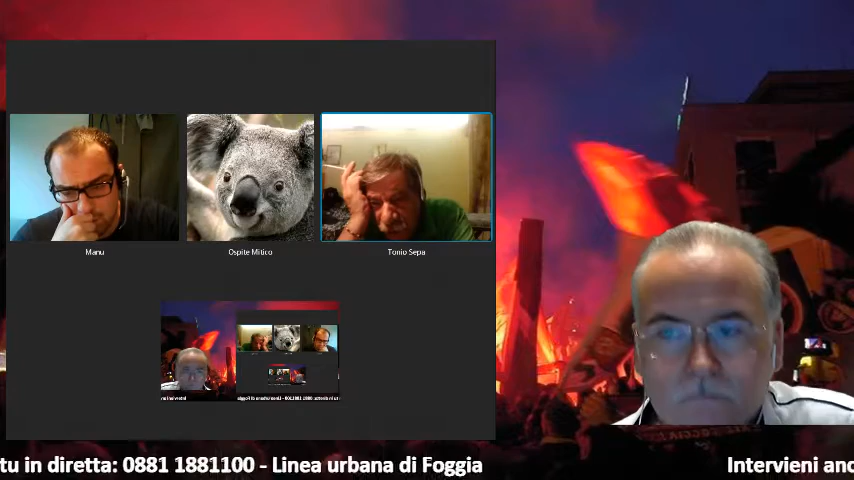 Manu
Ospite Mitico
Tonio Sepa
tu in diretta: 0881 1881100 - Linea urbana di Foggia
Intervieni anc